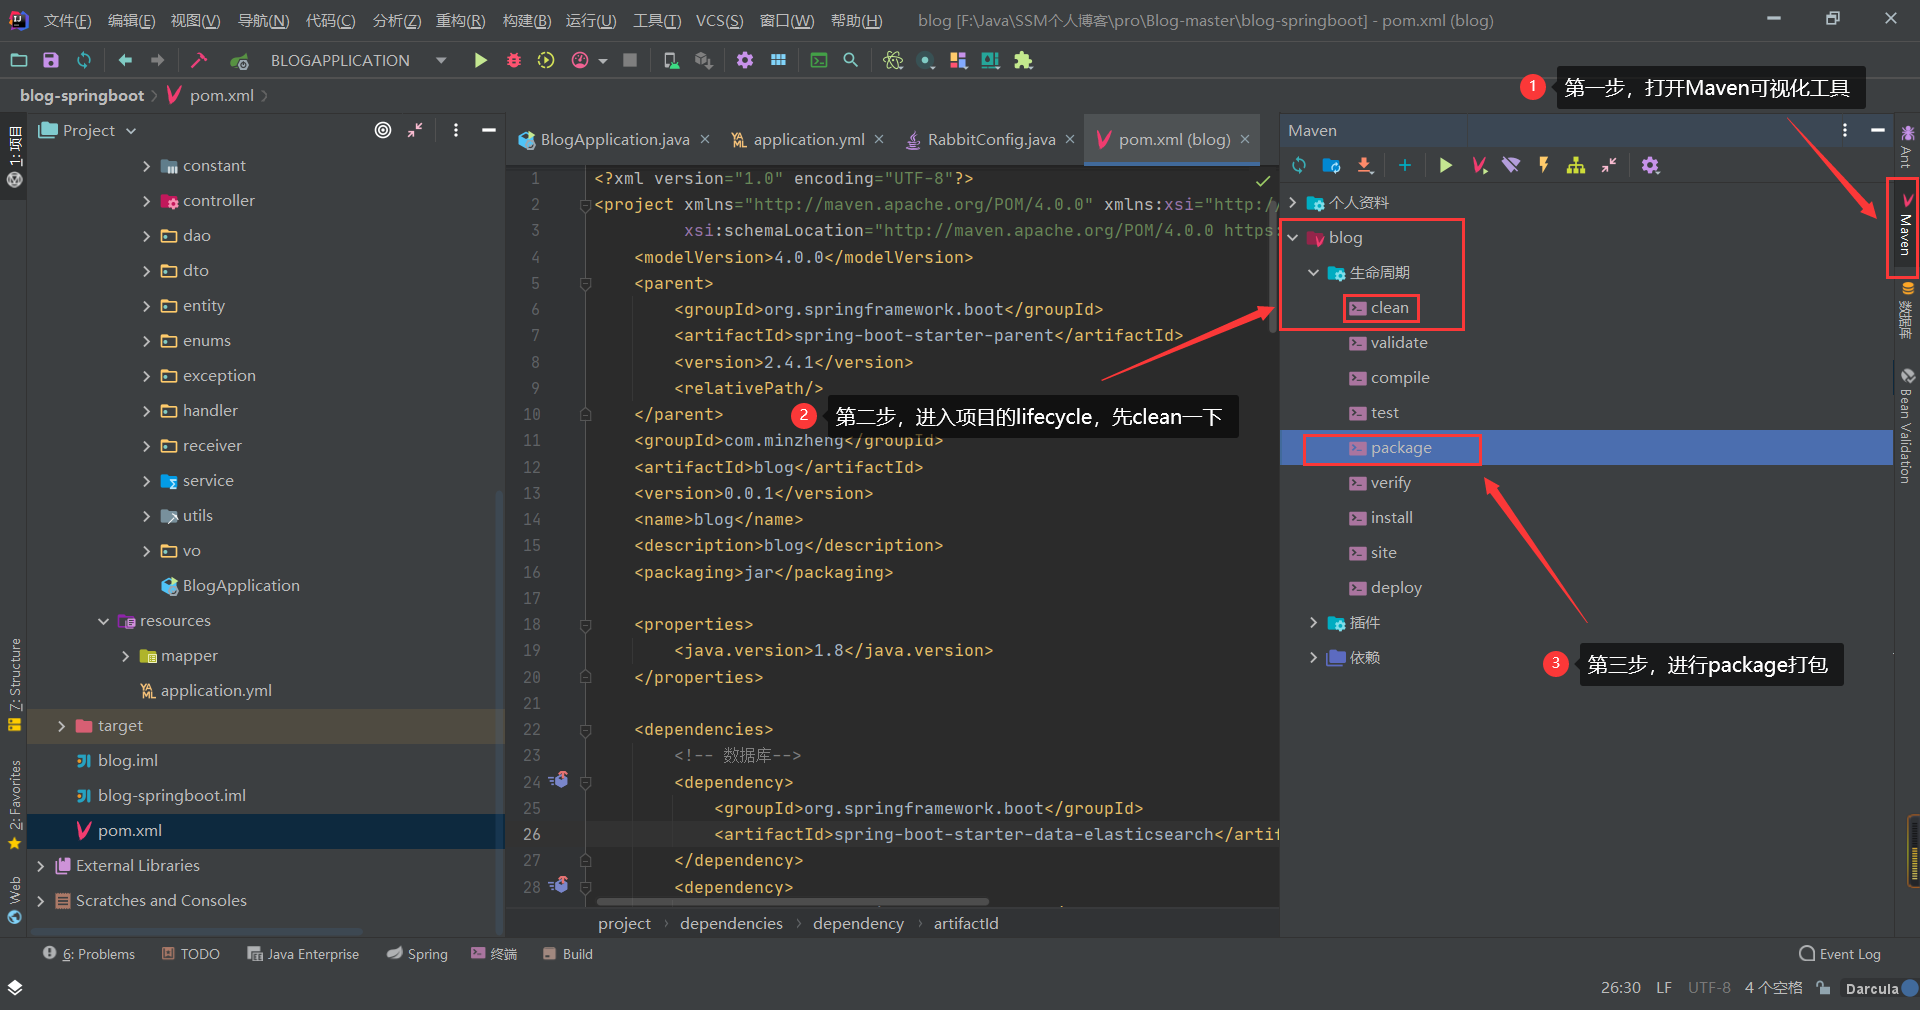 文件(F) 编辑(E) 视图(V) 导航(N) 代码(C) 分析(Z) 重构(R) 构建(B) 运行(U) 工具(T) VCS(S) 窗口(W) 帮助(H) blog [F:\Java\SSM个人博客\pro\Blog-master\blog-springboot] - pom.xml (blog)
BLOGAPPLICATION
blog-springboot pom.xml
1 第一步，打开Maven可视化工具
1: 项目
7: Structure
2: Favorites
Web
Project
constant
controller
dao
dto
entity
enums
exception
handler
receiver
service
utils
vo
BlogApplication
resources
mapper
application.yml
target
blog.iml
blog-springboot.iml
pom.xml
External Libraries
Scratches and Consoles
BlogApplication.java application.yml RabbitConfig.java pom.xml (blog)
1 <?xml version="1.0" encoding="UTF-8"?>
2 <project xmlns="http://maven.apache.org/POM/4.0.0" xmlns:xsi="http:/
3 xsi:schemaLocation="http://maven.apache.org/POM/4.0.0 https:
4 <modelVersion>4.0.0</modelVersion>
5 <parent>
6 <groupId>org.springframework.boot</groupId>
7 <artifactId>spring-boot-starter-parent</artifactId>
8 <version>2.4.1</version>
9 <relativePath/>
10 </parent>
2 第二步，进入项目的lifecycle，先clean一下
11 <groupId>com.minzheng</groupId>
12 <artifactId>blog</artifactId>
13 <version>0.0.1</version>
14 <name>blog</name>
15 <description>blog</description>
16 <packaging>jar</packaging>
17
18 <properties>
19 <java.version>1.8</java.version>
20 </properties>
21
22 <dependencies>
23 <!-- 数据库-->
24 <dependency>
25 <groupId>org.springframework.boot</groupId>
26 <artifactId>spring-boot-starter-data-elasticsearch</artif
27 </dependency>
28 <dependency>
project dependencies dependency artifactId
Maven
个人资料
blog
生命周期
clean
validate
compile
test
package
verify
install
site
deploy
插件
依赖
3 第三步，进行package打包
Ant
Maven
数据库
Bean Validation
6: Problems TODO Java Enterprise Spring 终端 Build Event Log
26:30 LF UTF-8 4 个空格 Darcula